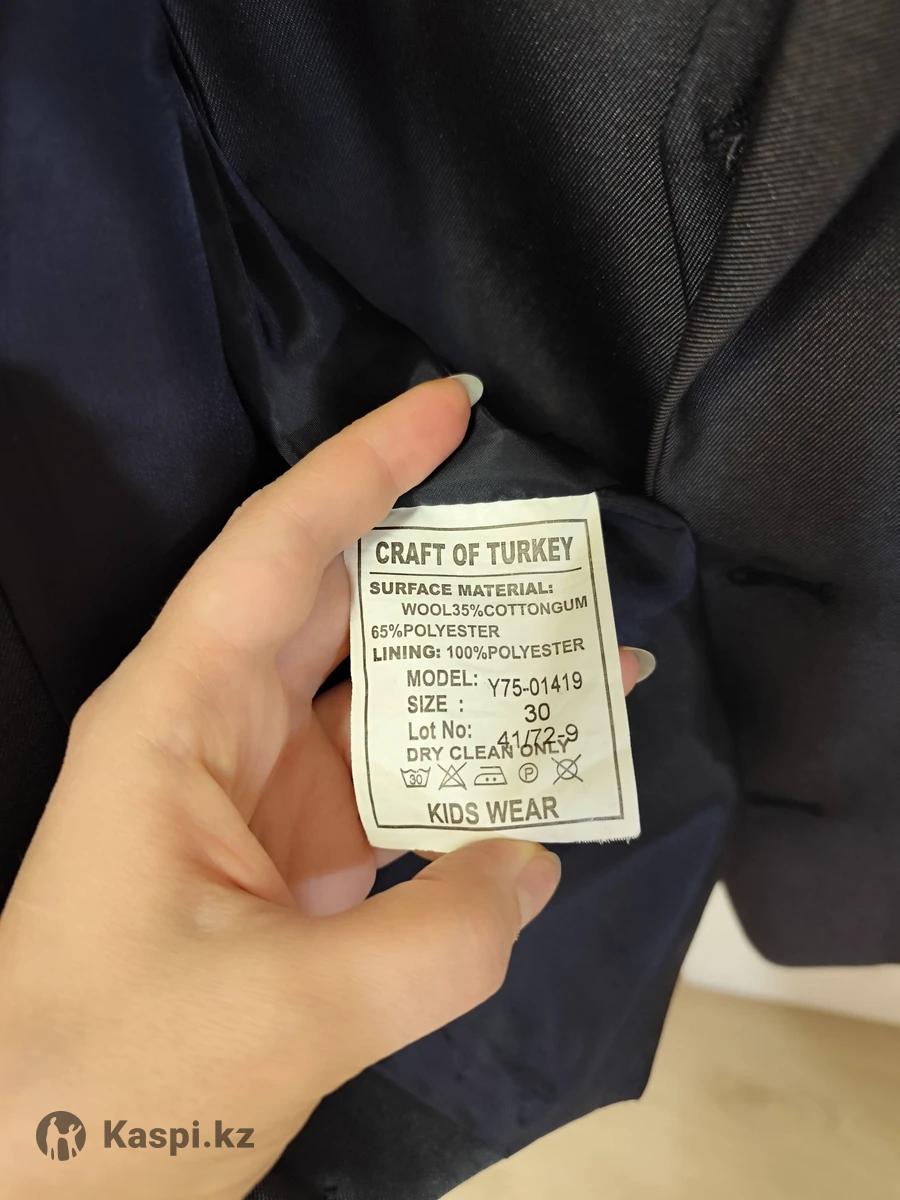 CRAFT OF TURKEY
SURFACE MATERIAL:
WOOL35%COTTONGUM
65%POLYESTER
LINING: 100%POLYESTER
MODEL: Y75-01419
SIZE : 30
Lot No: 41/72-9
DRY CLEAN ONLY
30 P
KIDS WEAR
Kaspi.kz